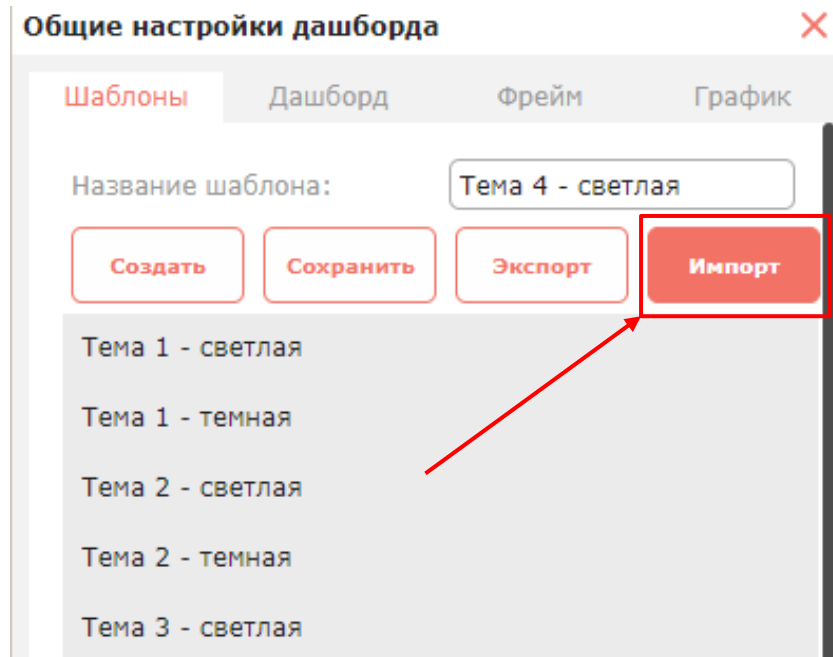 Общие настройки дашборда
Шаблоны Дашборд Фрейм График
Название шаблона: Тема 4 - светлая
Создать Сохранить Экспорт Импорт
Тема 1 - светлая
Тема 1 - темная
Тема 2 - светлая
Тема 2 - темная
Тема 3 - светлая